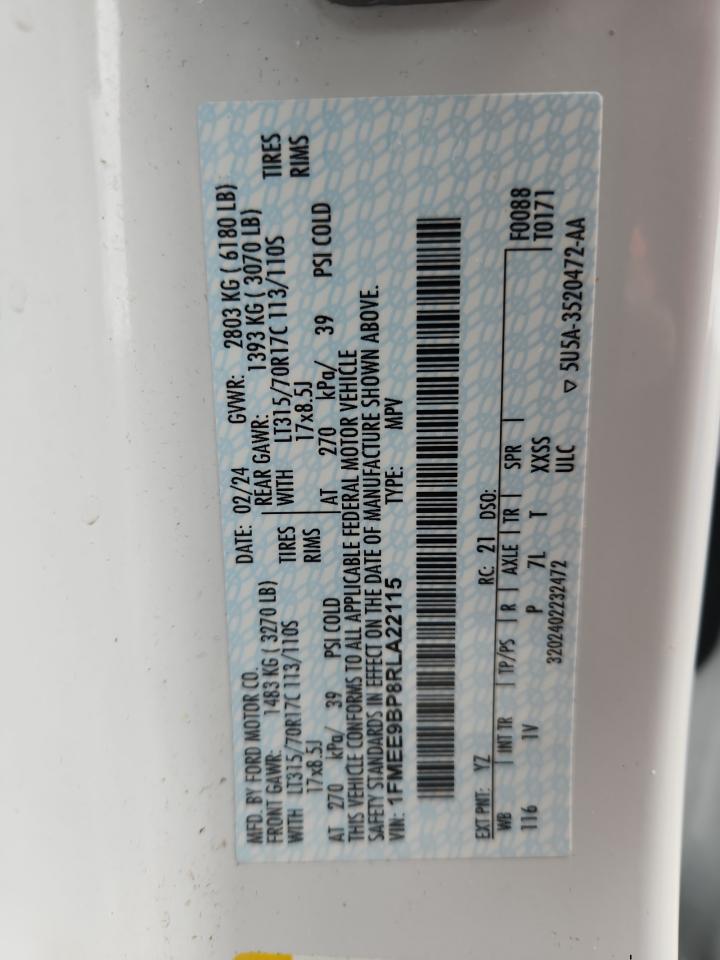 MFD. BY FORD MOTOR CO.
DATE: 02/24 GVWR: 2803 KG ( 6180 LB)
FRONT GAWR: 1483 KG ( 3270 LB)
REAR GAWR: 1393 KG ( 3070 LB)
WITH LT315/70R17C 113/110S TIRES
WITH LT315/70R17C 113/110S TIRES
17x8.5J RIMS
17x8.5J RIMS
AT 270 kPa/ 39 PSI COLD
AT 270 kPa/ 39 PSI COLD
THIS VEHICLE CONFORMS TO ALL APPLICABLE FEDERAL MOTOR VEHICLE
SAFETY STANDARDS IN EFFECT ON THE DATE OF MANUFACTURE SHOWN ABOVE.
VIN: 1FMEE9BP8RLA22115 TYPE: MPV
EXT PNT: YZ RC: 21 DSO:
WB INT TR TP/PS R AXLE TR SPR F0088
116 1V P 7L T XXSS T0171
ULC
3202402232472 ▽ 5U5A-3520472-AA